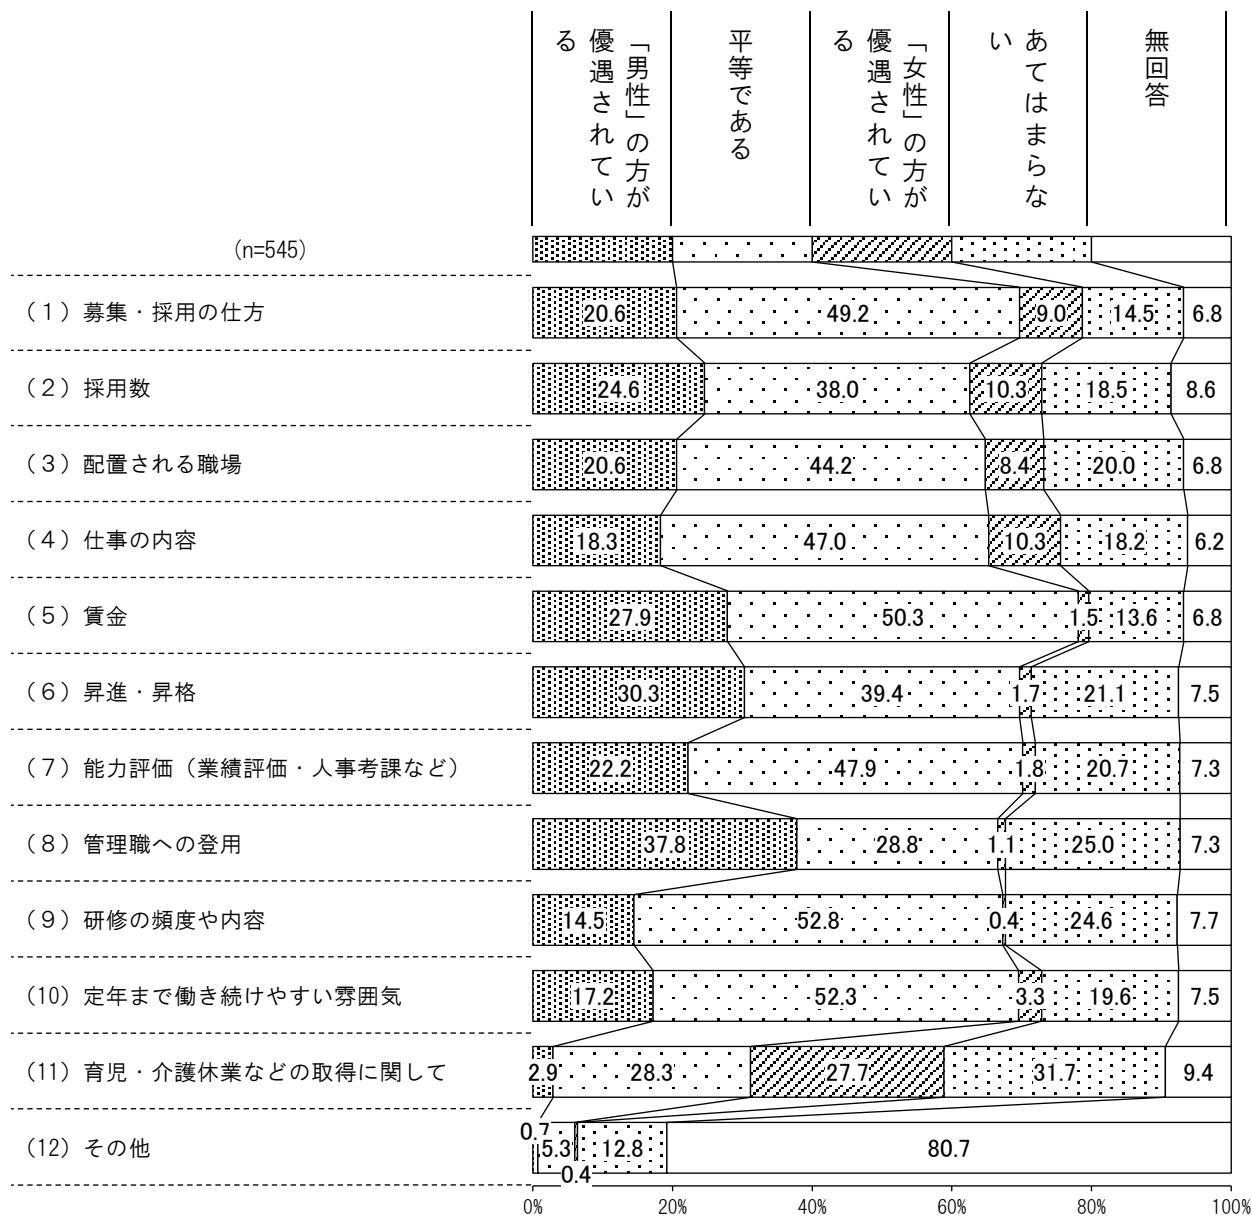 「男性」の方が優遇されている
平等である
「女性」の方が優遇されている
あてはまらない
無回答
(n=545)
（１）募集・採用の仕方
20.6 49.2 9.0 14.5 6.8
（２）採用数
24.6 38.0 10.3 18.5 8.6
（３）配置される職場
20.6 44.2 8.4 20.0 6.8
（４）仕事の内容
18.3 47.0 10.3 18.2 6.2
（５）賃金
27.9 50.3 1.5 13.6 6.8
（６）昇進・昇格
30.3 39.4 1.7 21.1 7.5
（７）能力評価（業績評価・人事考課など）
22.2 47.9 1.8 20.7 7.3
（８）管理職への登用
37.8 28.8 1.1 25.0 7.3
（９）研修の頻度や内容
14.5 52.8 0.4 24.6 7.7
（10）定年まで働き続けやすい雰囲気
17.2 52.3 3.3 19.6 7.5
（11）育児・介護休業などの取得に関して
2.9 28.3 27.7 31.7 9.4
（12）その他
0.7 5.3 0.4 12.8 80.7
0% 20% 40% 60% 80% 100%